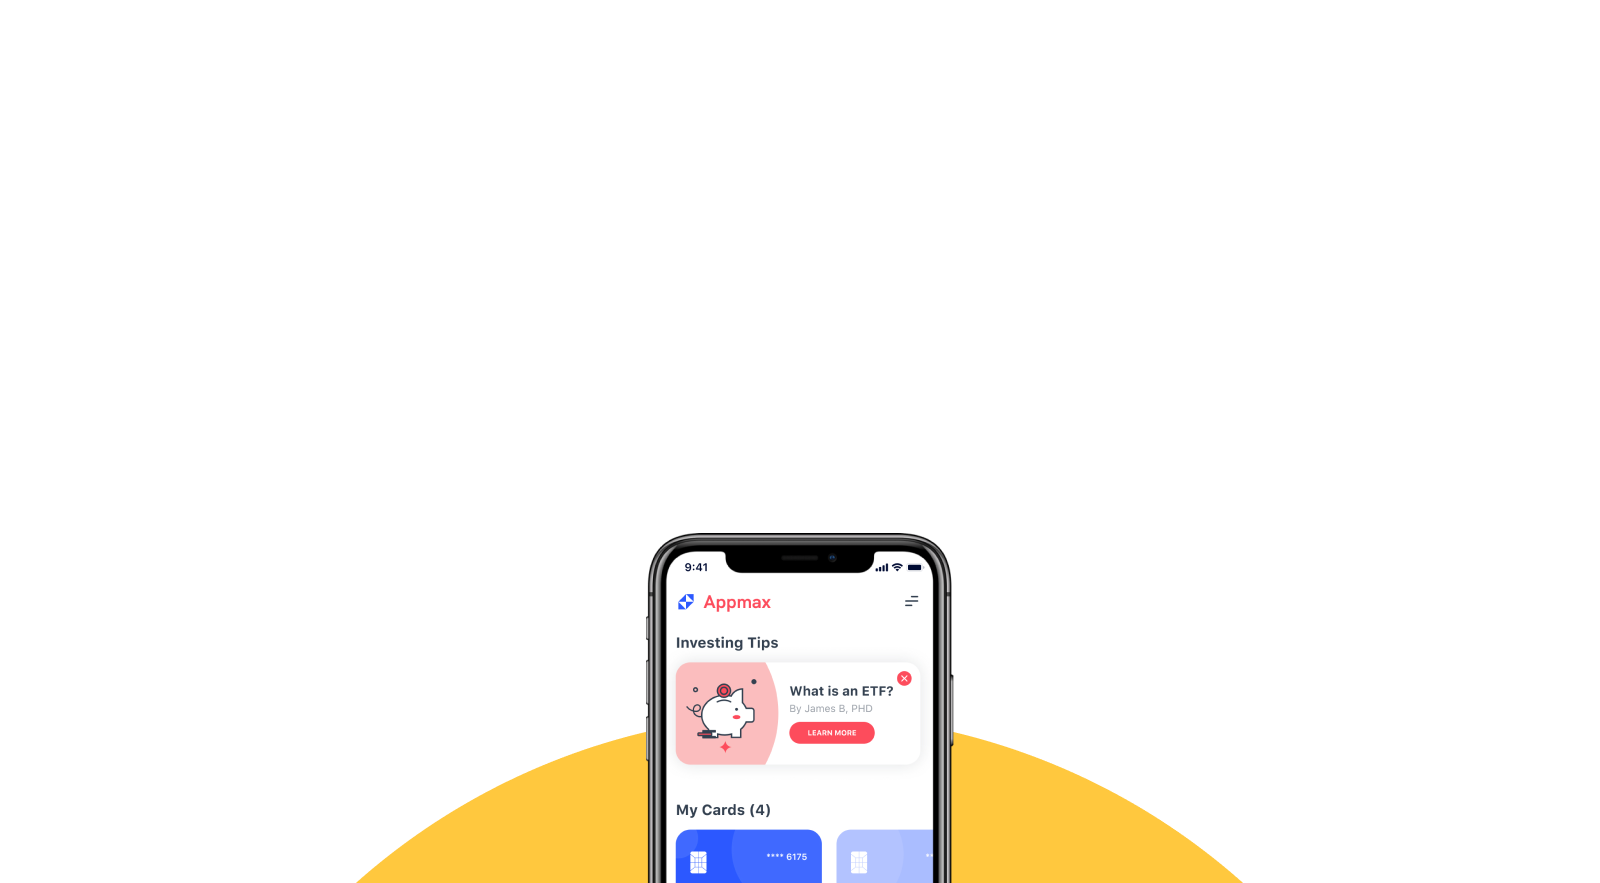 9:41
Appmax
Investing Tips
What is an ETF?
By James B, PHD
LEARN MORE
My Cards (4)
**** 6175
**